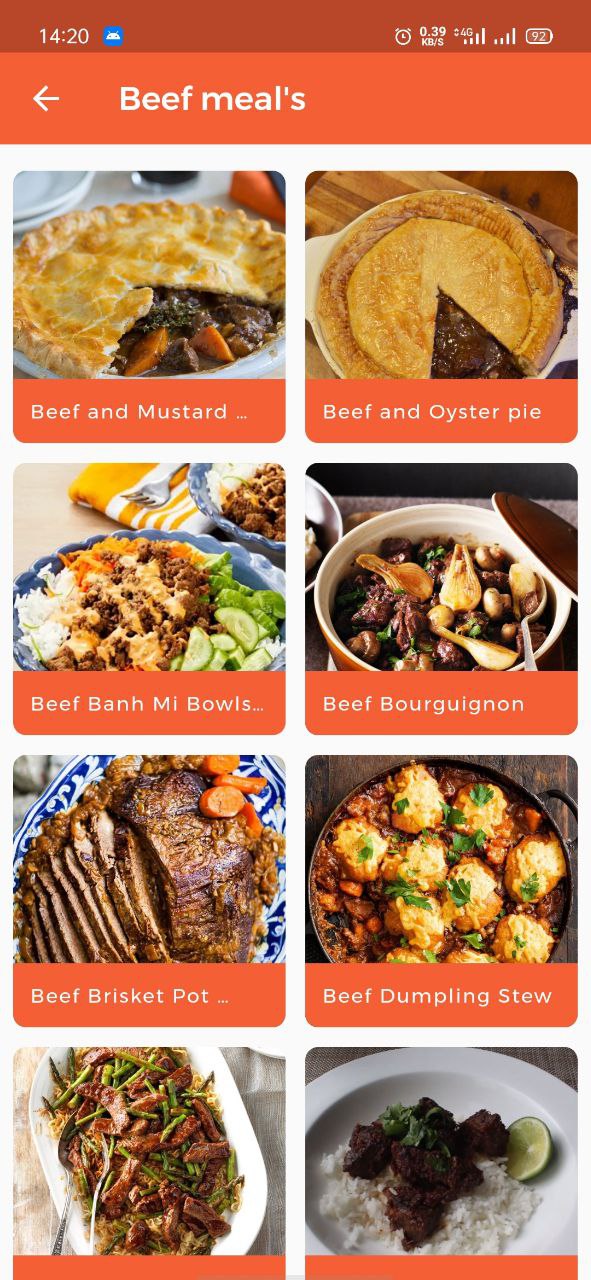 14:20
0.39
KB/S
4G
92
Beef meal's
Beef and Mustard ...
Beef and Oyster pie
Beef Banh Mi Bowls...
Beef Bourguignon
Beef Brisket Pot ...
Beef Dumpling Stew